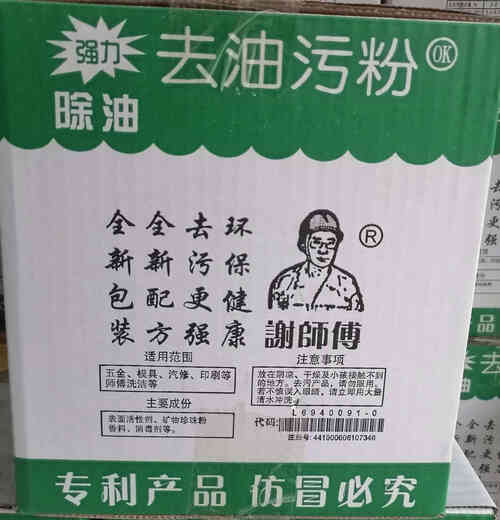 强力
除油
去油污粉
OK
全新包装
全新配方
去污更强
环保健康
®
謝師傅
适用范围
五金、模具、汽修、印刷等
师傅洗洁等。
主要成份
表面活性剂、矿物珍珠粉
香料、消毒剂等。
注意事项
放在阴凉、干燥及小孩接触不到
的地方。去污产品，请勿服用。
若不慎误入眼睛，请立即用大量
清水冲洗。
代码:
L6940091-0
441900606107346
专利产品 仿冒必究